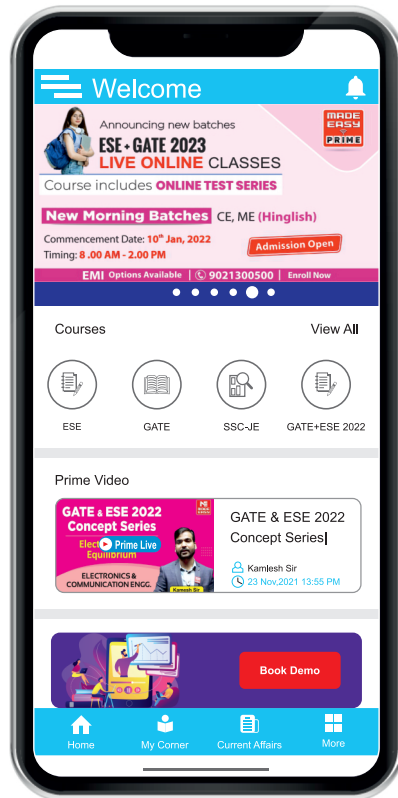 Welcome
Announcing new batches
ESE + GATE 2023
LIVE ONLINE CLASSES
Course includes ONLINE TEST SERIES
MADE
EASY
PRIME
New Morning Batches CE, ME (Hinglish)
Commencement Date: 10th Jan, 2022
Timing: 8 .00 AM - 2.00 PM
Admission Open
EMI Options Available | 9021300500 | Enroll Now
Courses
View All
ESE
GATE
SSC-JE
GATE+ESE 2022
Prime Video
GATE & ESE 2022
Concept Series
Prime Live
Equilibrium
ELECTRONICS &
COMMUNICATION ENGG.
Kamlesh Sir
GATE & ESE 2022
Concept Series|
Kamlesh Sir
23 Nov,2021 13:55 PM
Book Demo
Home
My Corner
Current Affairs
More